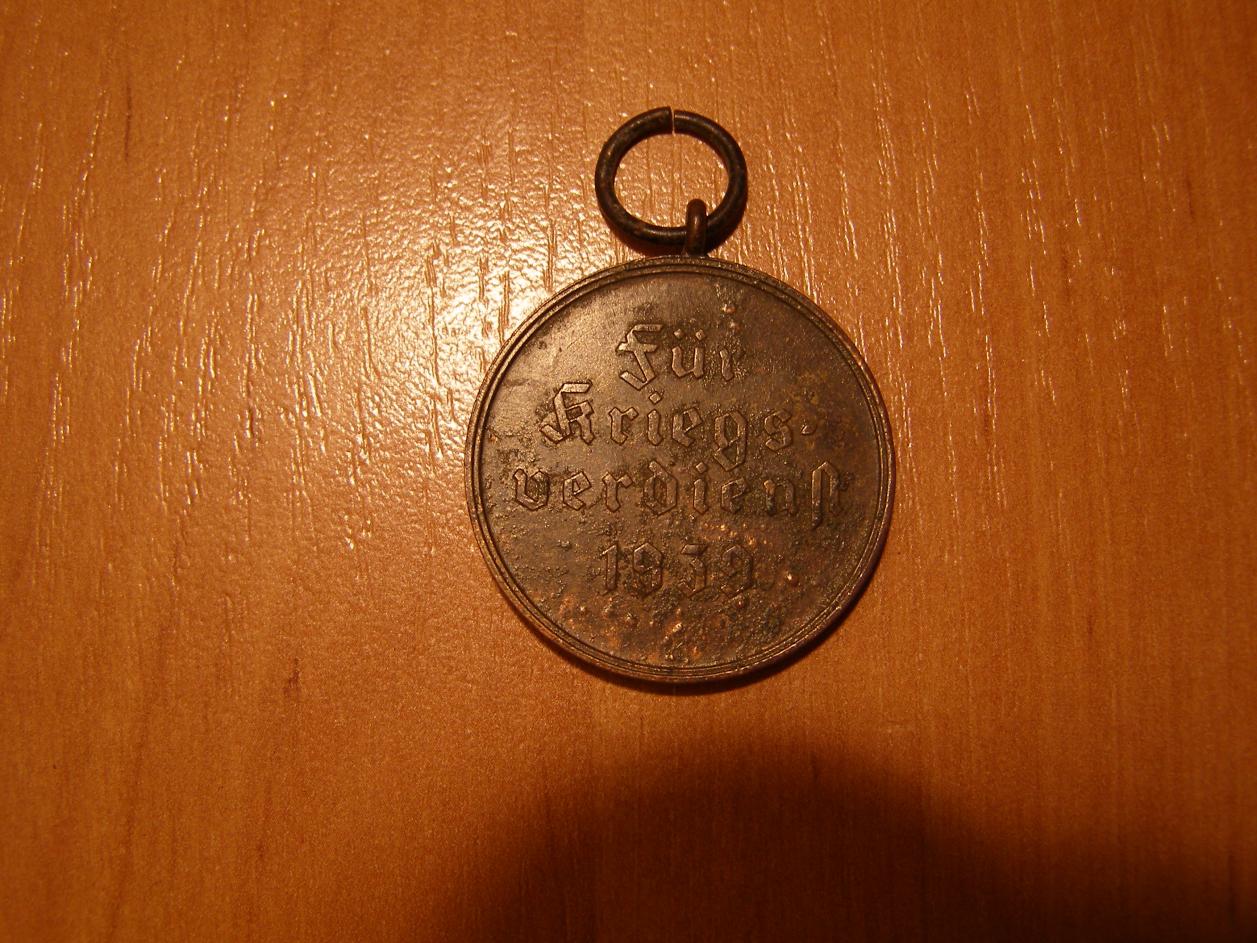 Für
Kriegs-
verdienst
1939